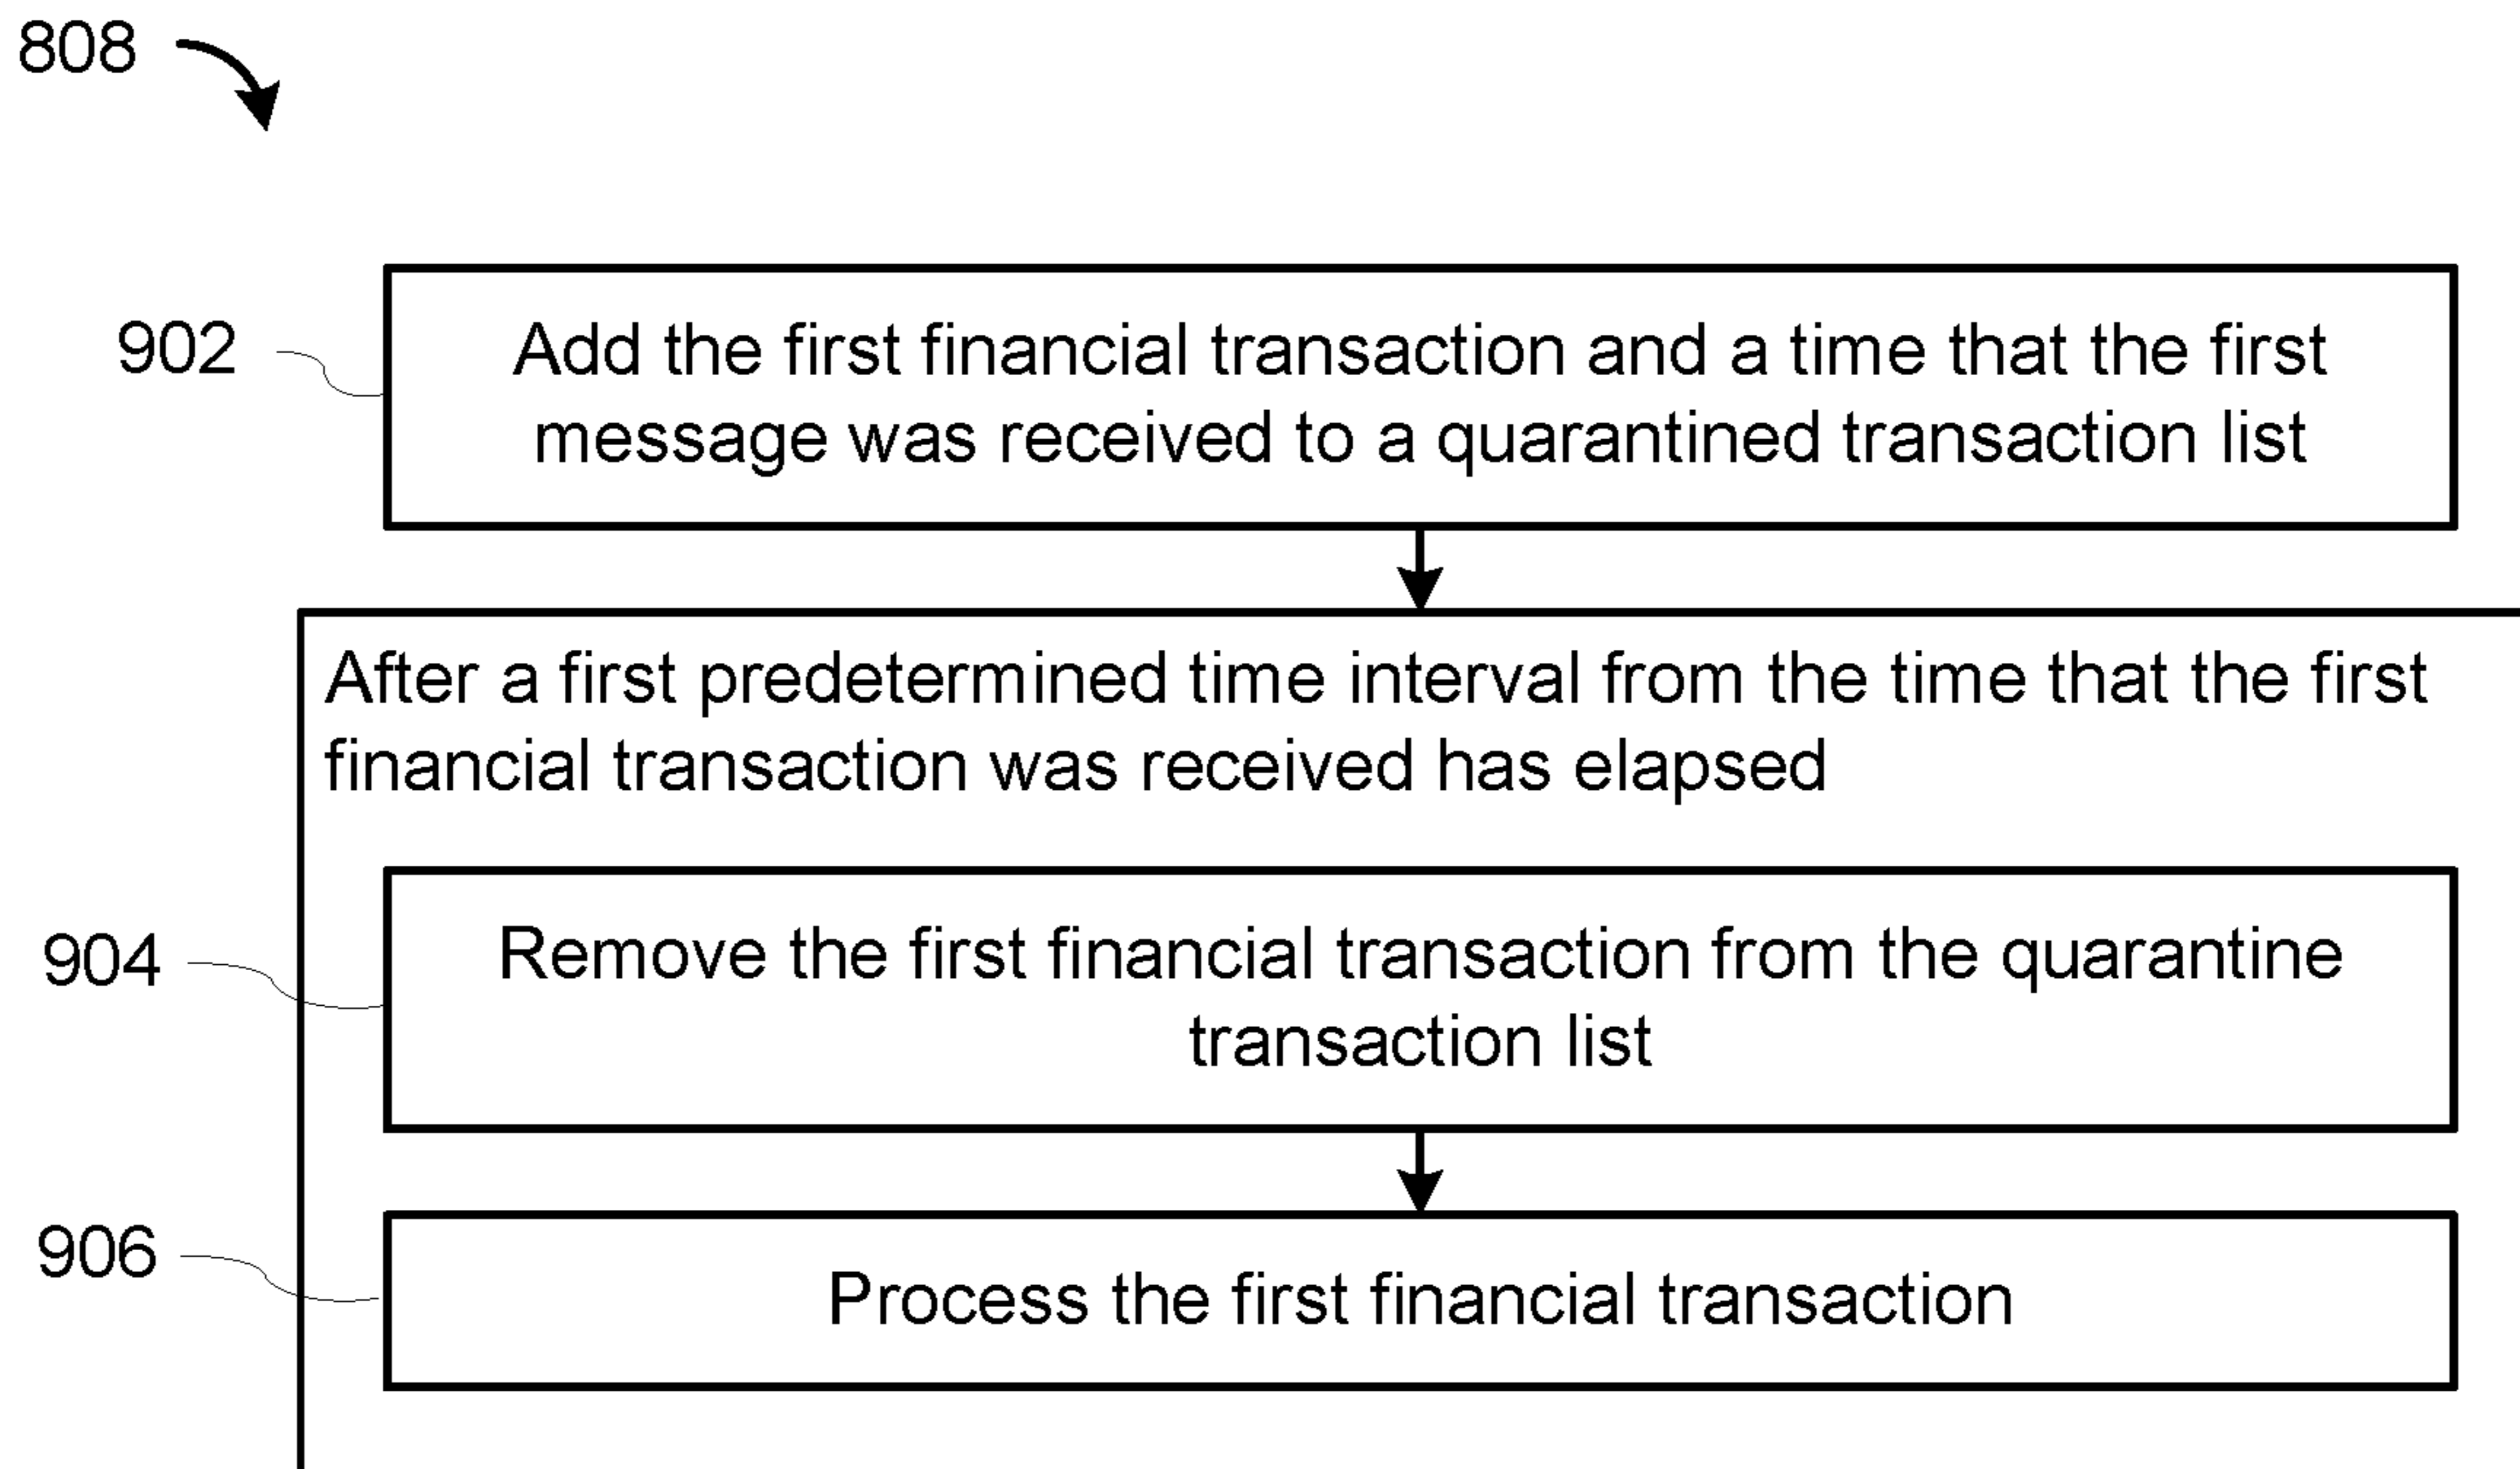 808
902
Add the first financial transaction and a time that the first
message was received to a quarantined transaction list
After a first predetermined time interval from the time that the first
financial transaction was received has elapsed
904
Remove the first financial transaction from the quarantine
transaction list
906
Process the first financial transaction